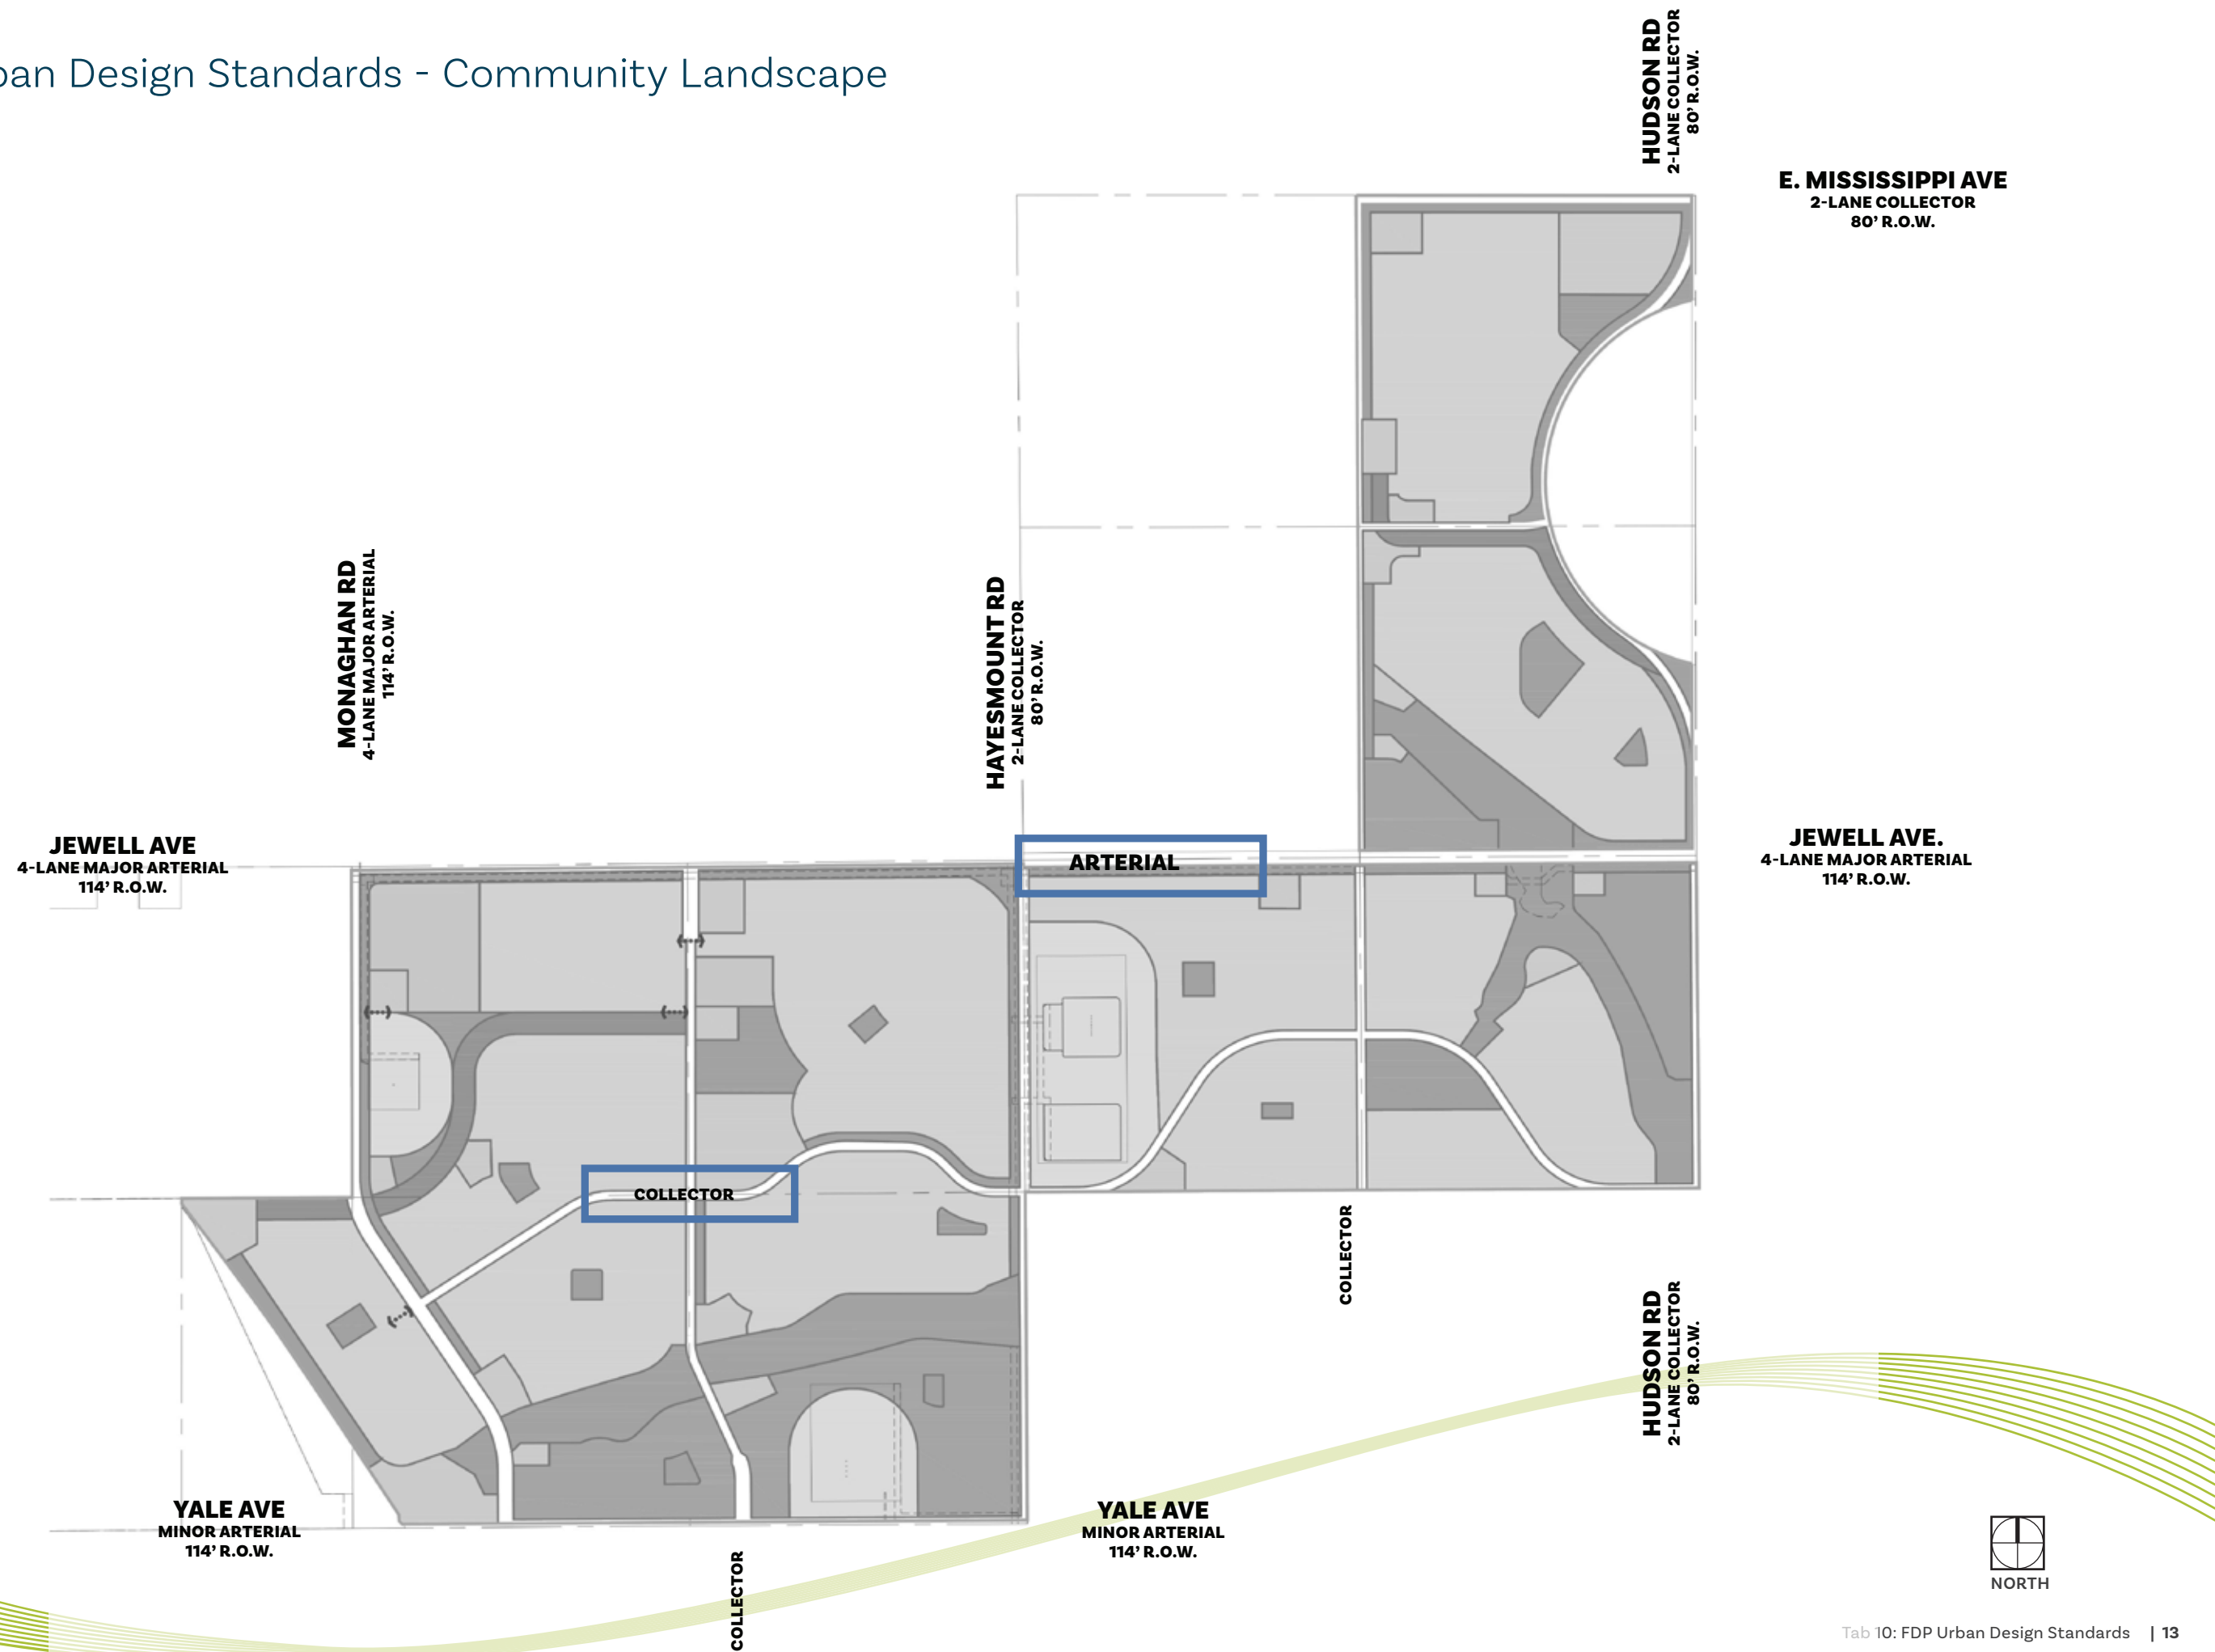 ban Design Standards - Community Landscape
HUDSON RD
2-LANE COLLECTOR
80' R.O.W.
E. MISSISSIPPI AVE
2-LANE COLLECTOR
80' R.O.W.
MONAGHAN RD
4-LANE MAJOR ARTERIAL
114' R.O.W.
HAYESMOUNT RD
2-LANE COLLECTOR
80' R.O.W.
JEWELL AVE
4-LANE MAJOR ARTERIAL
114' R.O.W.
ARTERIAL
JEWELL AVE.
4-LANE MAJOR ARTERIAL
114' R.O.W.
COLLECTOR
COLLECTOR
HUDSON RD
2-LANE COLLECTOR
80' R.O.W.
YALE AVE
MINOR ARTERIAL
114' R.O.W.
YALE AVE
MINOR ARTERIAL
114' R.O.W.
COLLECTOR
NORTH
Tab 10: FDP Urban Design Standards | 13